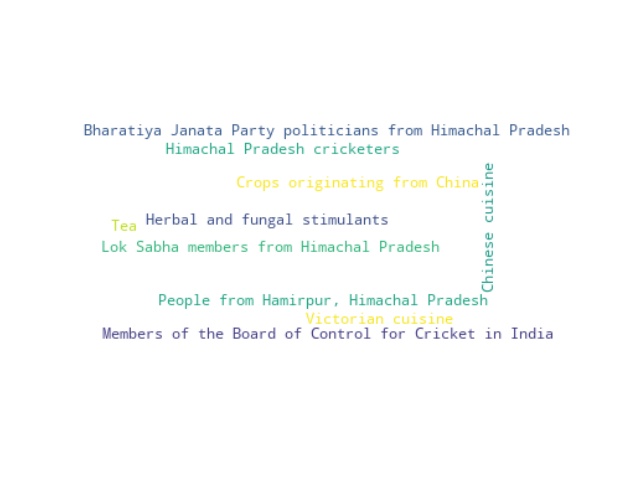 Bharatiya Janata Party politicians from Himachal Pradesh
Himachal Pradesh cricketers
Chinese cuisine
Crops originating from China
Herbal and fungal stimulants
Tea
Lok Sabha members from Himachal Pradesh
People from Hamirpur, Himachal Pradesh
Victorian cuisine
Members of the Board of Control for Cricket in India